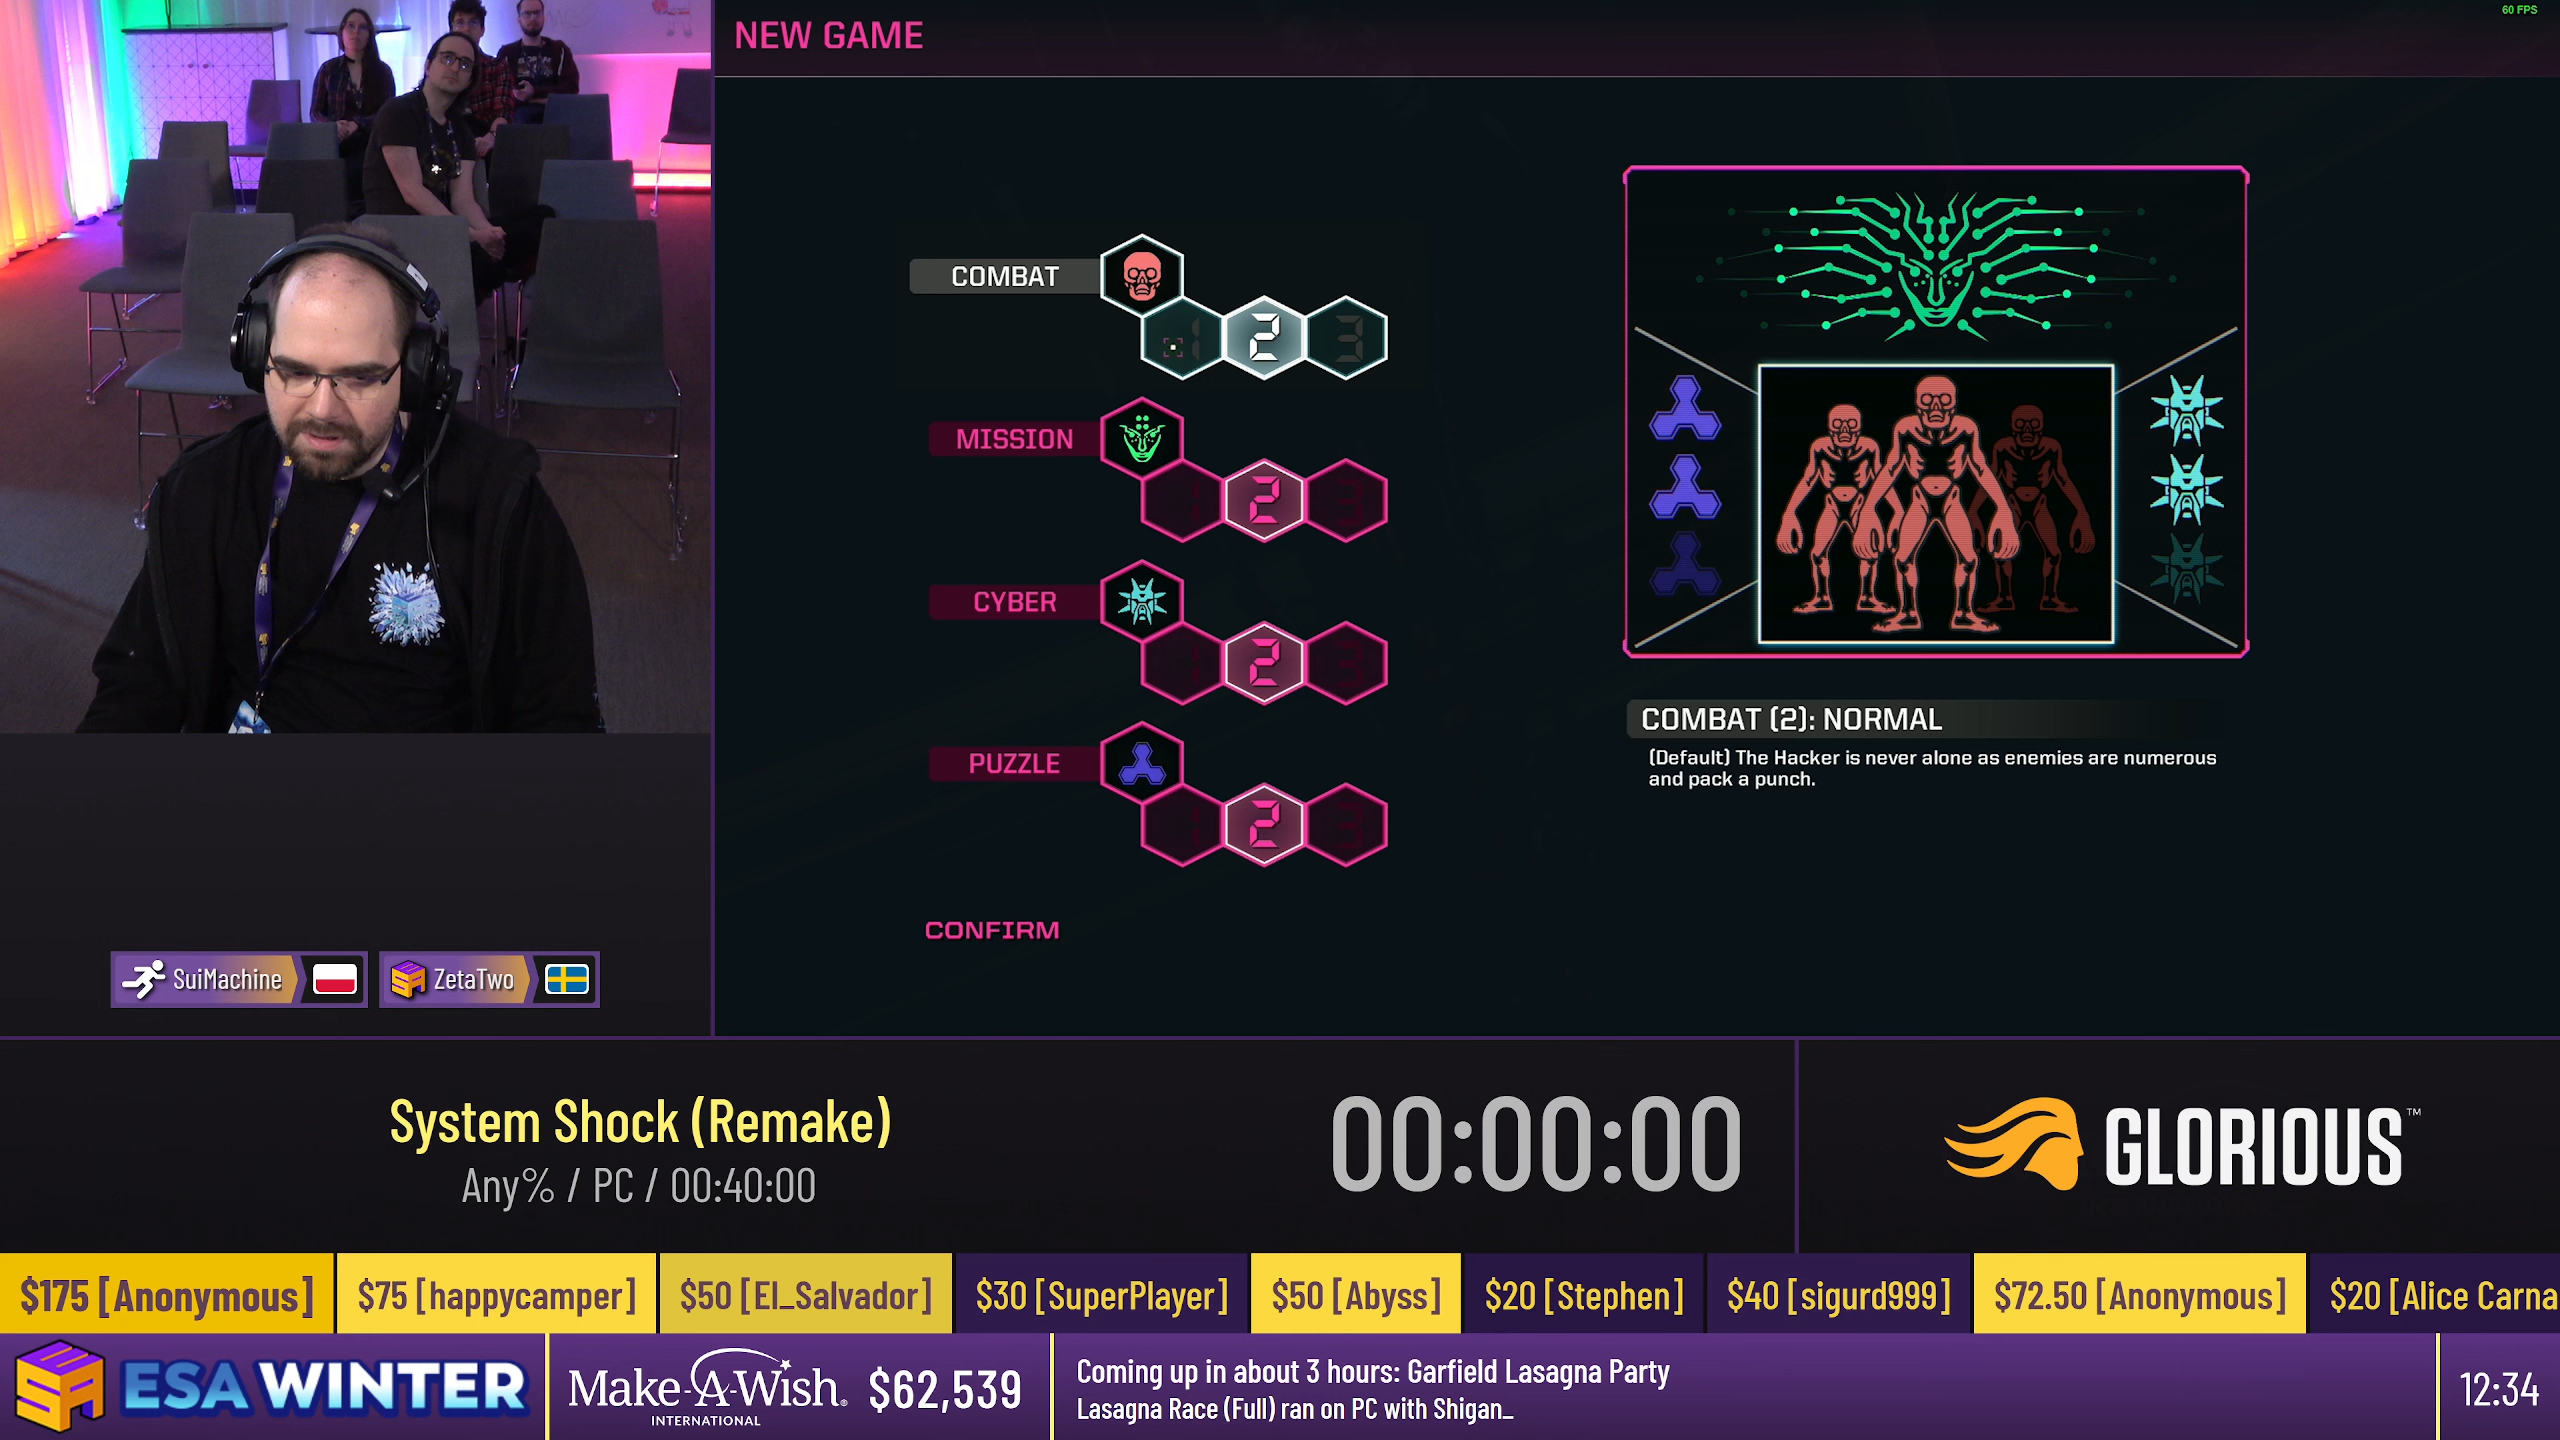 60 FPS
NEW GAME
COMBAT
1 2 3
MISSION
2 3
CYBER
2 3
PUZZLE
2 3
CONFIRM
COMBAT (2): NORMAL
(Default) The Hacker is never alone as enemies are numerous
and pack a punch.
SuiMachine
ZetaTwo
System Shock (Remake)
Any% / PC / 00:40:00
00:00:00
GLORIOUS™
$175 [Anonymous]
$75 [happycamper]
$50 [El_Salvador]
$30 [SuperPlayer]
$50 [Abyss]
$20 [Stephen]
$40 [sigurd999]
$72.50 [Anonymous]
$20 [Alice Carna
ESA WINTER
Make-A-Wish.
INTERNATIONAL
$62,539
Coming up in about 3 hours: Garfield Lasagna Party
Lasagna Race (Full) ran on PC with Shigan_
12:34